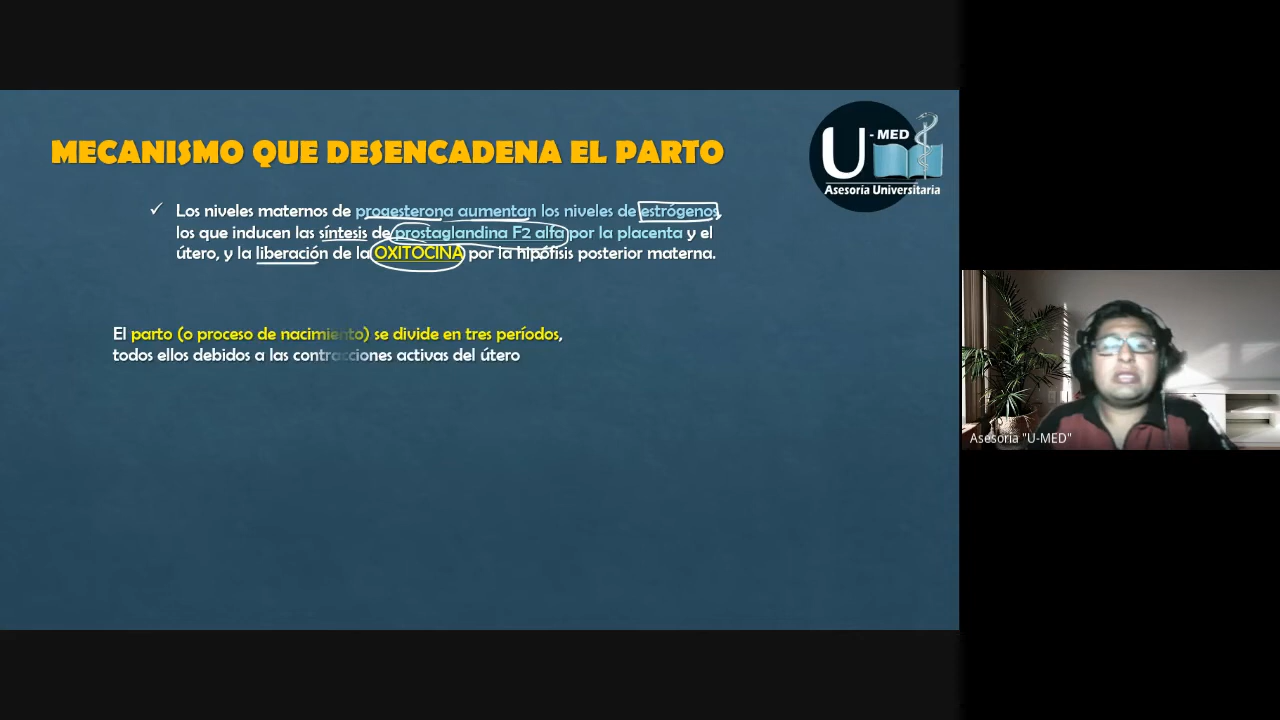 MECANISMO QUE DESENCADENA EL PARTO
U - MED
Asesoría Universitaria
✓ Los niveles maternos de progesterona aumentan los niveles de estrógenos,
los que inducen las síntesis de prostaglandina F2 alfa por la placenta y el
útero, y la liberación de la OXITOCINA por la hipófisis posterior materna.
El parto (o proceso de nacimiento) se divide en tres períodos,
todos ellos debidos a las contracciones activas del útero
Asesoria "U-MED"